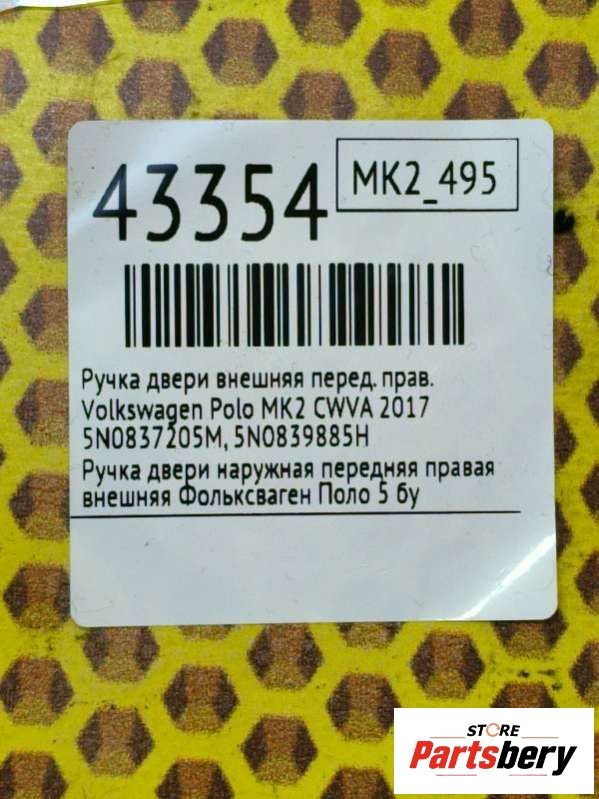 43354
MK2_495
Ручка двери внешняя перед. прав.
Volkswagen Polo MK2 CWVA 2017
5N0837205M, 5N0839885H
Ручка двери наружная передняя правая
внешняя Фольксваген Поло 5 бу
STORE
Partsbery